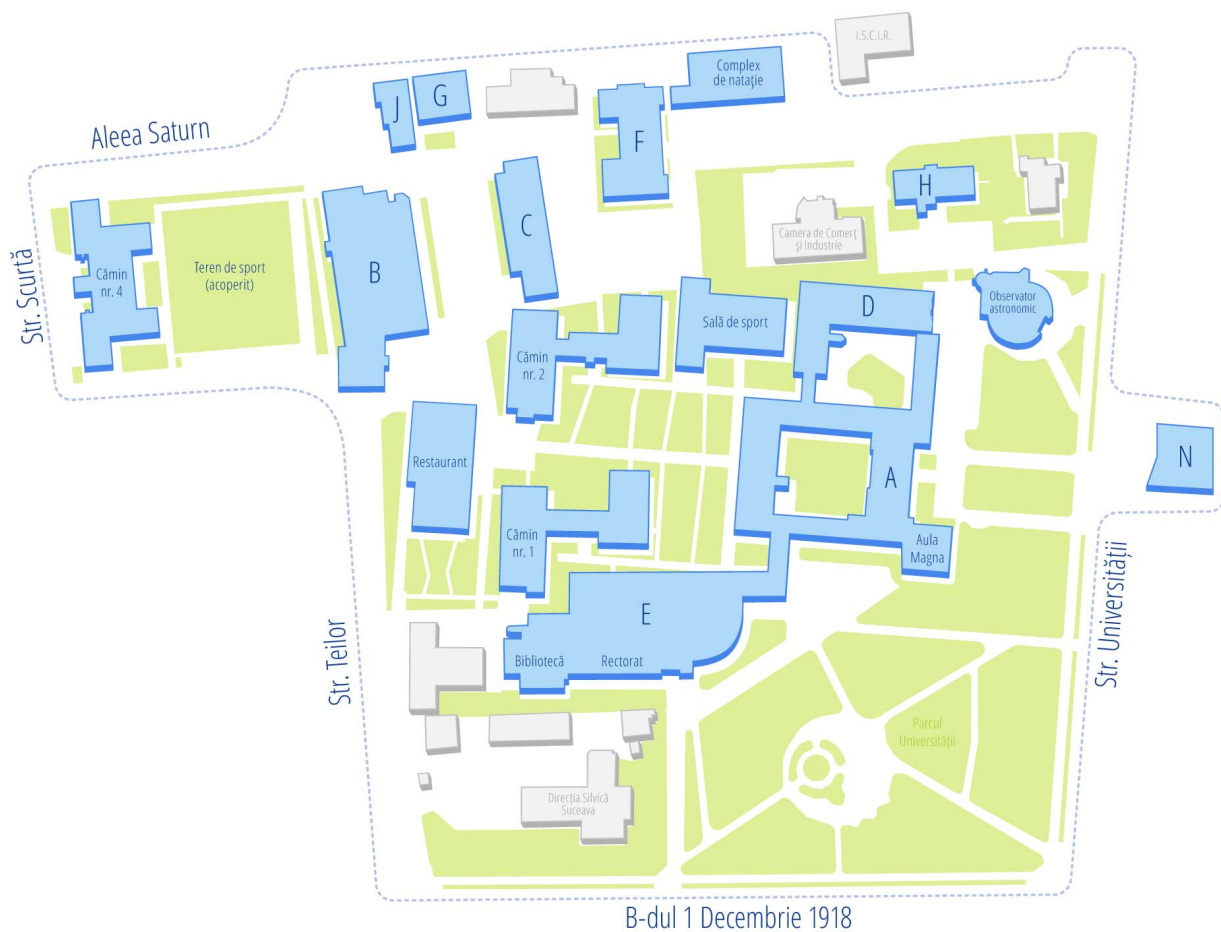 I.S.C.I.R.
Complex
de natație
J
G
F
Aleea Saturn
H
C
Camera de Comerț
și Industrie
Str. Scurtă
Cămin
nr. 4
Teren de sport
(acoperit)
B
D
Observator
astronomic
Sală de sport
Cămin
nr. 2
Restaurant
A
N
Cămin
nr. 1
Aula
Magna
E
Str. Teilor
Str. Universității
Bibliotecă
Rectorat
Parcul
Universității
Direcția Silvică
Suceava
B-dul 1 Decembrie 1918